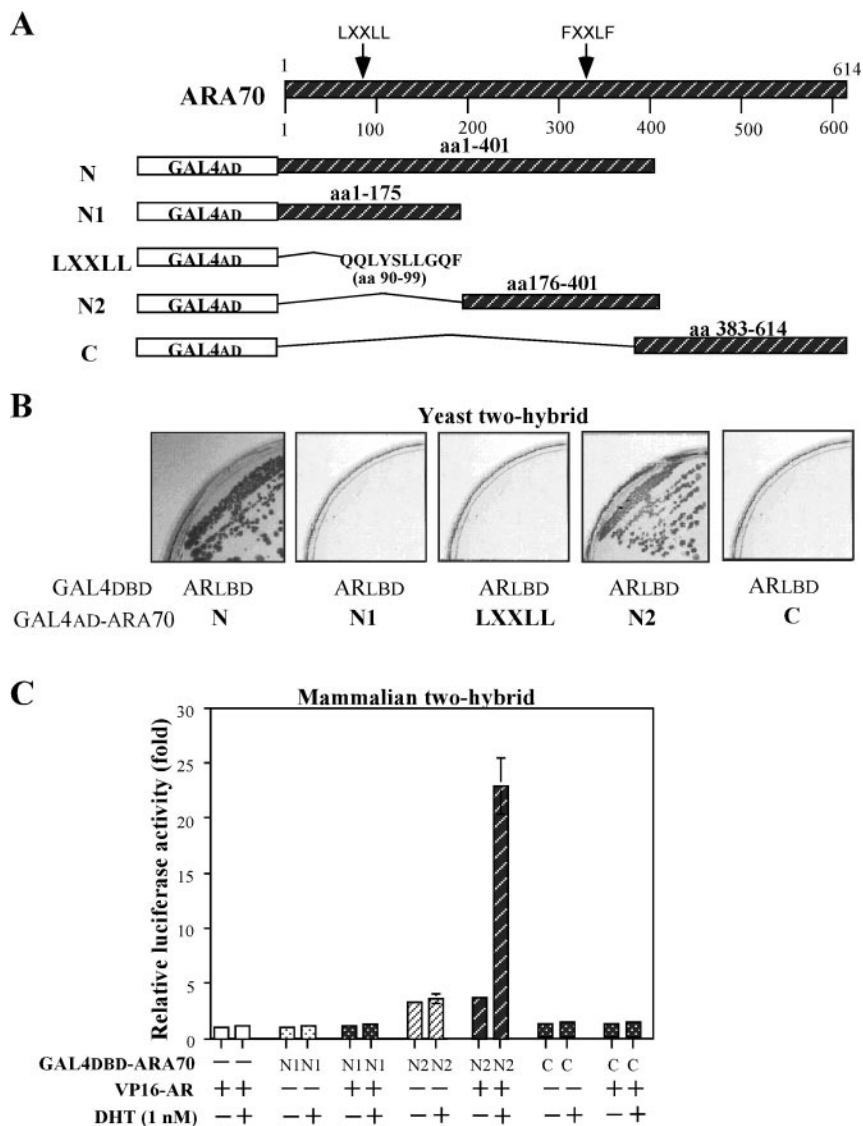 A
LXXLL FXXLF
1 614
ARA70
1 100 200 300 400 500 600
aa1-401
N GAL4AD
aa1-175
N1 GAL4AD
LXXLL GAL4AD QQLYSLLGQF
(aa 90-99)
N2 GAL4AD aa176-401
C GAL4AD aa 383-614
B
Yeast two-hybrid
GAL4DBD ARLBD ARLBD ARLBD ARLBD ARLBD
GAL4AD-ARA70 N N1 LXXLL N2 C
C
Mammalian two-hybrid
Relative luciferase activity (fold)
30
25
20
15
10
5
0
GAL4DBD-ARA70 — — N1 N1 N1 N1 N2 N2 N2 N2 C C C C
VP16-AR + + — — + + — — + + — — + +
DHT (1 nM) — + — + — + — + — + — + — +